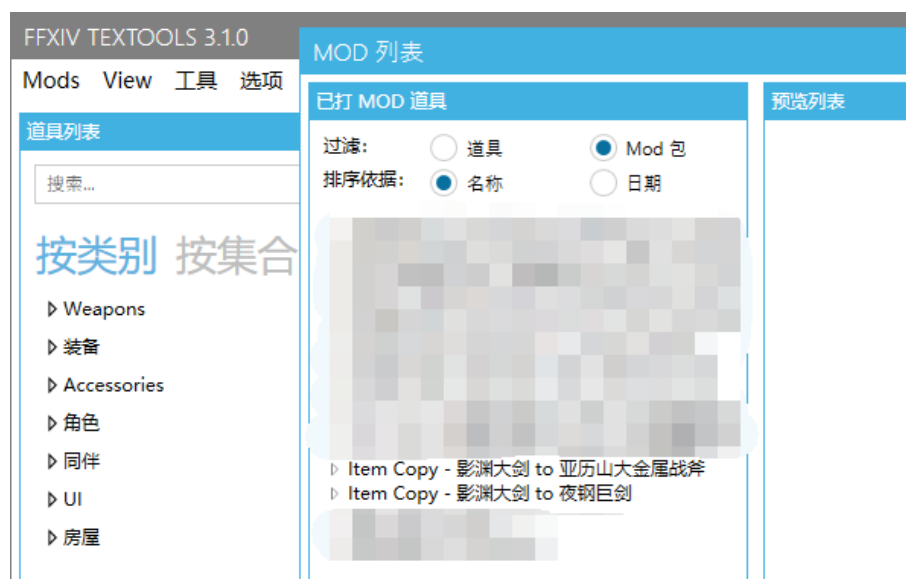 FFXIV TEXTOOLS 3.1.0
Mods View 工具 选项
道具列表
搜索...
按类别 按集合
Weapons
装备
Accessories
角色
同伴
UI
房屋
MOD 列表
已打 MOD 道具
过滤: 道具 Mod 包
排序依据: 名称 日期
Item Copy - 影渊大剑 to 亚历山大金属战斧
Item Copy - 影渊大剑 to 夜钢巨剑
预览列表